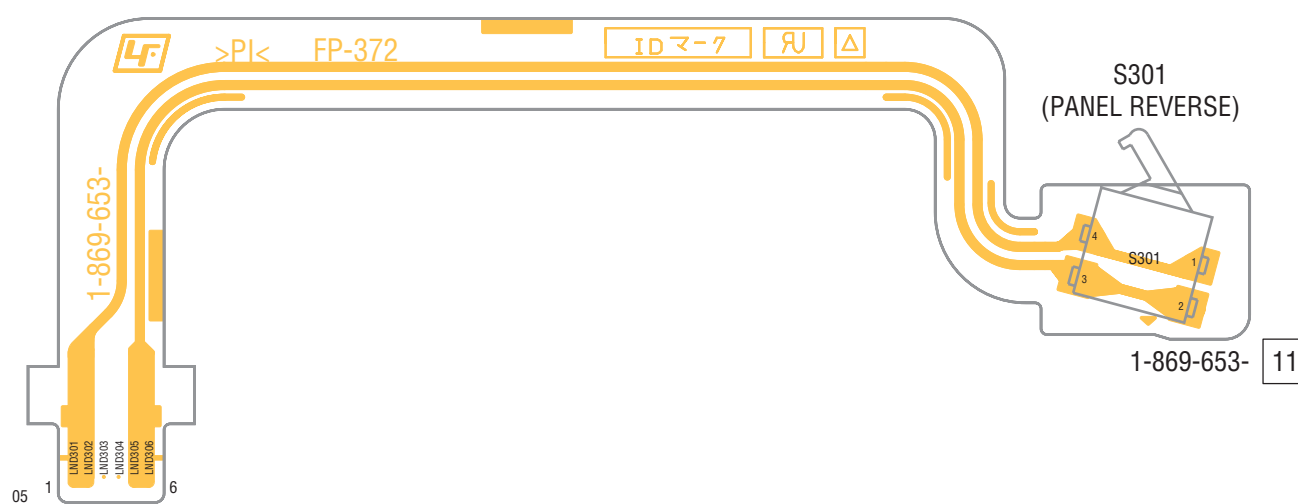 LF
>PI< FP-372
IDマーク
△
S301
(PANEL REVERSE)
1-869-653-
4
S301
1
3
2
1-869-653- 11
LND301
LND302
LND303
LND304
LND305
LND306
1
6
05